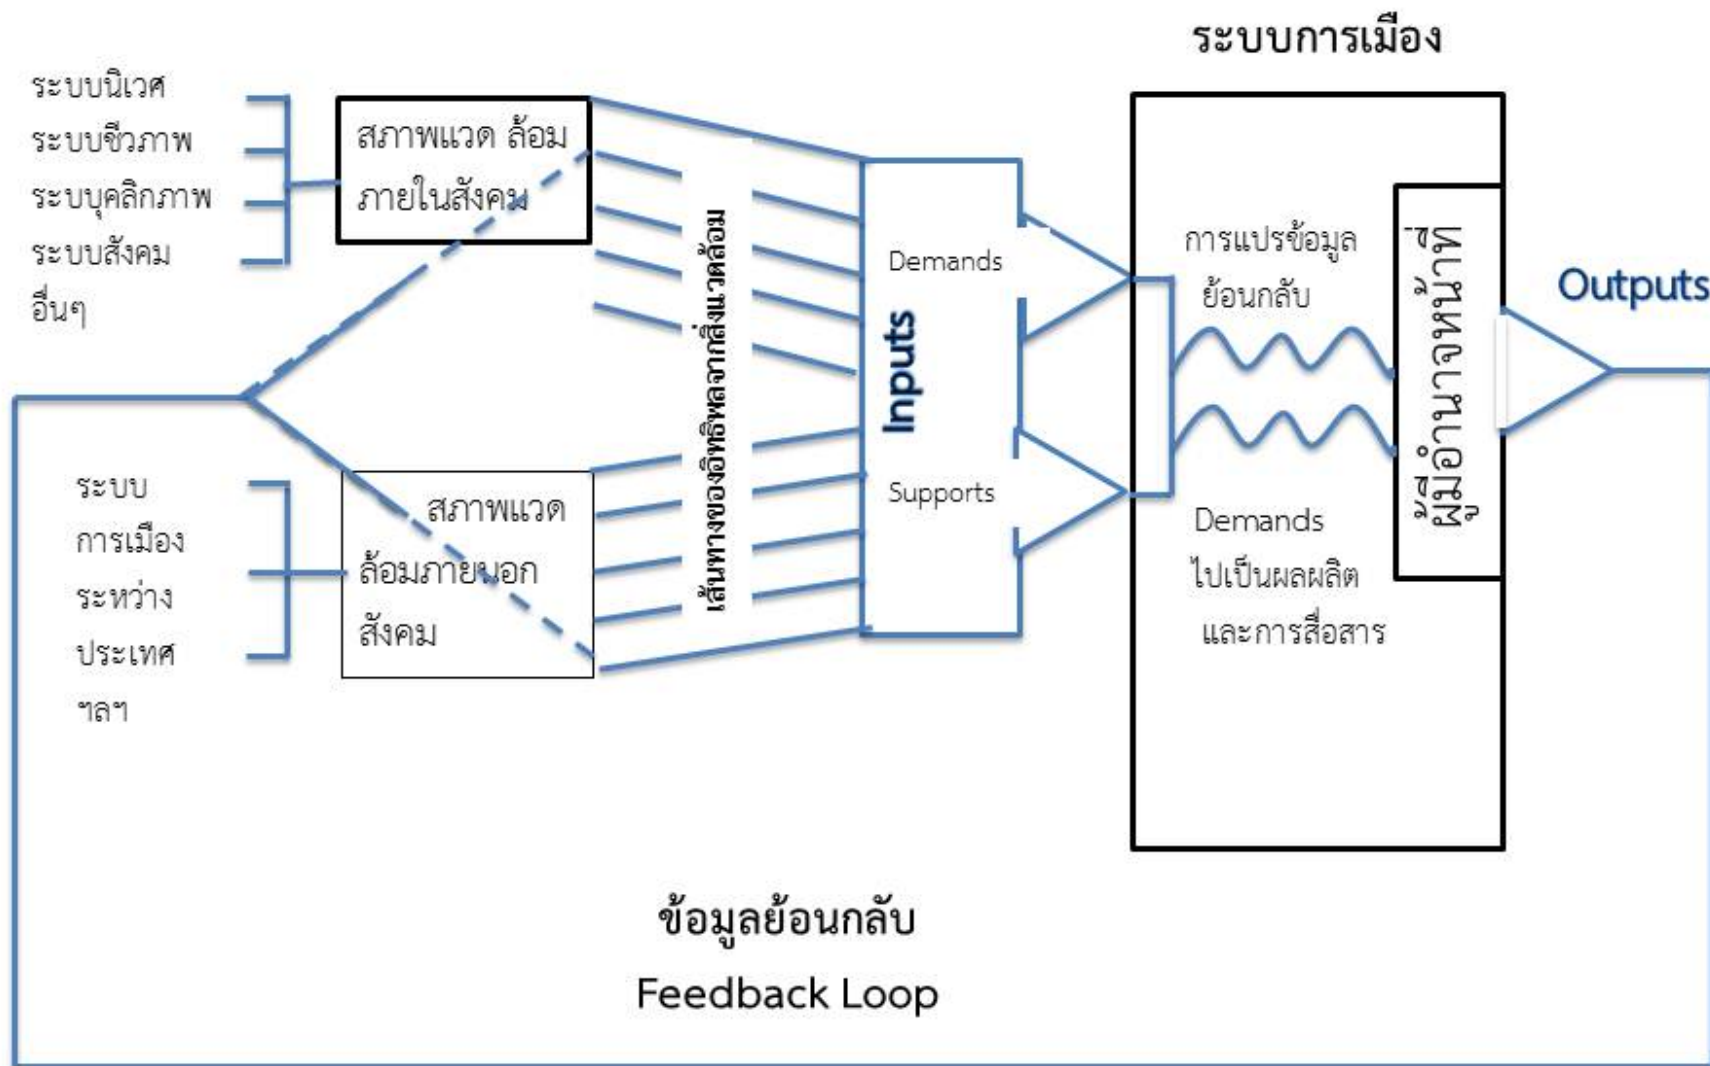 ระบบการเมือง
ระบบนิเวศ
ระบบชีวภาพ
ระบบุคลิกภาพ
ระบบสังคม
อื่นๆ
สภาพแวด ล้อม
ภายในสังคม
ระบบ
การเมือง
ระหว่าง
ประเทศ
ฯลฯ
สภาพแวด
ล้อมภายนอก
สังคม
เส้นทางของอิทธิพลจากสิ่งแวดล้อม
Demands
Inputs
Supports
การแปรข้อมูล
ย้อนกลับ
Demands
ไปเป็นผลผลิต
และการสื่อสาร
ผู้มีอำนาจหน้าที่
Outputs
ข้อมูลย้อนกลับ
Feedback Loop